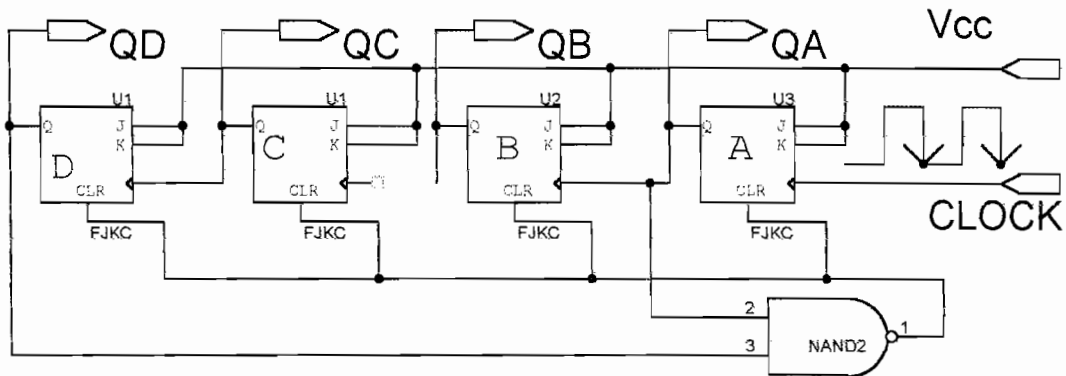 QD QC QB QA Vcc
U1 U1 U2 U3
Q J Q J Q J Q J
K K K K
D C B A
CLR CLR CLR CLR
CLOCK
FJKC FJKC FJKC FJKC
2 1
3 NAND2